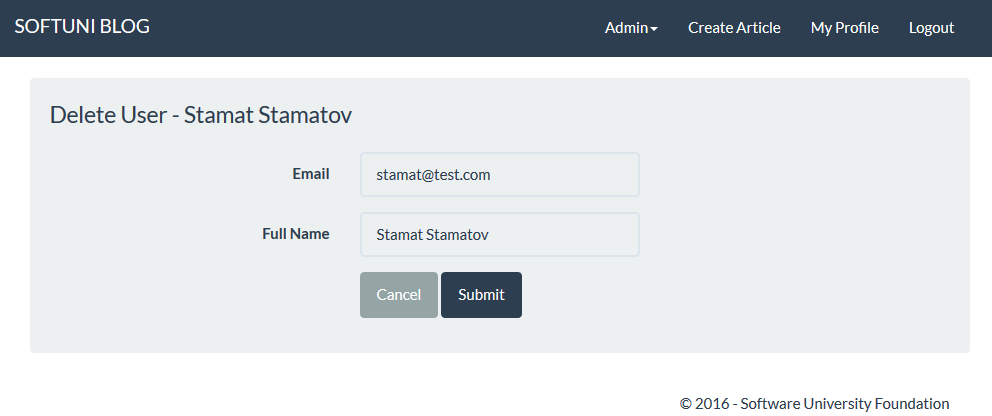 SOFTUNI BLOG
Admin Create Article My Profile Logout
Delete User - Stamat Stamatov
Email stamat@test.com
Full Name Stamat Stamatov
Cancel Submit
© 2016 - Software University Foundation